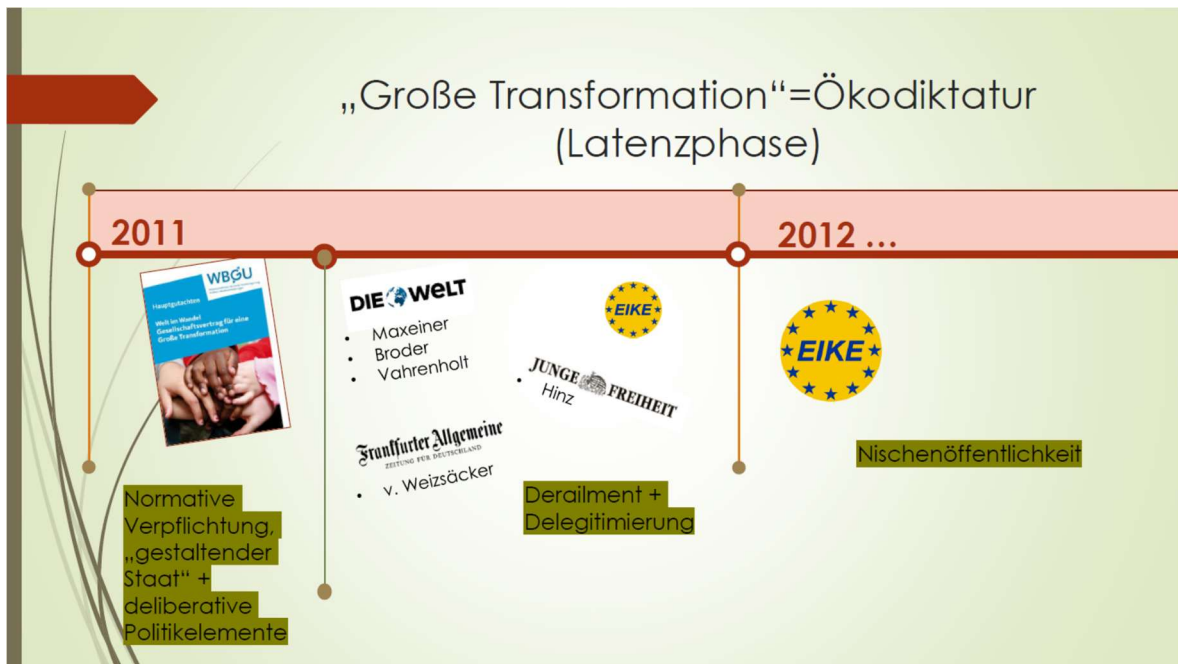 „Große Transformation“=Ökodiktatur
(Latenzphase)
2011
2012 ...
WBGU
Hauptgutachten
Welt im Wandel
Gesellschaftsvertrag für eine
Große Transformation
Normative
Verpflichtung,
„gestaltender
Staat“ +
deliberative
Politikelemente
DIE WELT
• Maxeiner
• Broder
• Vahrenholt
Frankfurter Allgemeine
ZEITUNG FÜR DEUTSCHLAND
• v. Weizsäcker
EIKE
JUNGE FREIHEIT
• Hinz
Derailment +
Delegitimierung
EIKE
Nischenöffentlichkeit